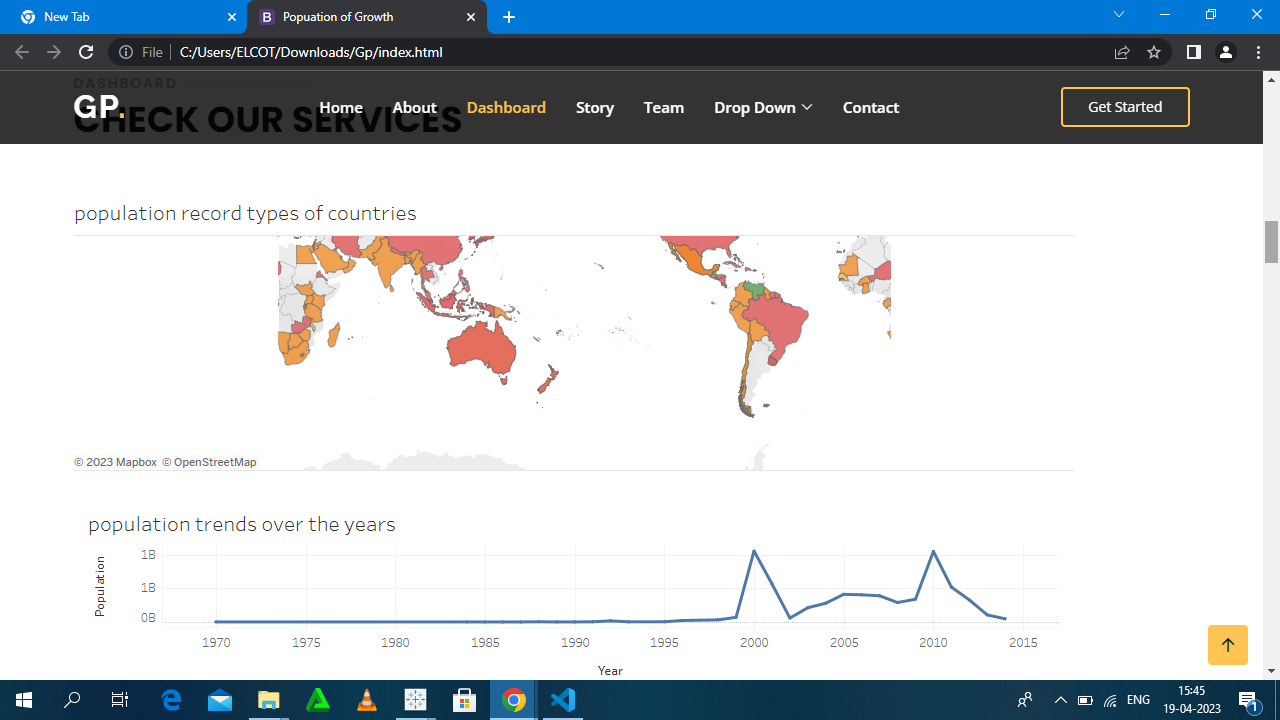 New Tab
Popuation of Growth
File
C:/Users/ELCOT/Downloads/Gp/index.html
DASHBOARD
CHECK OUR SERVICES
GP.
Home
About
Dashboard
Story
Team
Drop Down
Contact
Get Started
population record types of countries
© 2023 Mapbox © OpenStreetMap
population trends over the years
Population
1B
1B
0B
1970 1975 1980 1985 1990 1995 2000 2005 2010 2015
Year
ENG
15:45
19-04-2023
1